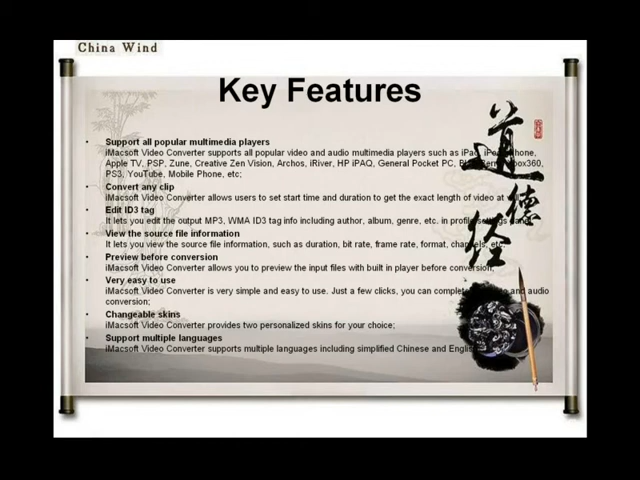 China Wind
Key Features
Support all popular multimedia players
iMacsoft Video Converter supports all popular video and audio multimedia players such as iPad, iPod, iPhone,
Apple TV, PSP, Zune, Creative Zen Vision, Archos, iRiver, HP iPAQ, General Pocket PC, BlackBerry, Xbox360,
PS3, YouTube, Mobile Phone, etc;
Convert any clip
iMacsoft Video Converter allows users to set start time and duration to get the exact length of video at
Edit ID3 tag
It lets you edit the output MP3, WMA ID3 tag info including author, album, genre, etc. in profile settings panel;
View the source file information
It lets you view the source file information, such as duration, bit rate, frame rate, format, channels, etc;
Preview before conversion
iMacsoft Video Converter allows you to preview the input files with built in player before conversion;
Very easy to use
iMacsoft Video Converter is very simple and easy to use. Just a few clicks, you can and audio
conversion;
Changeable skins
iMacsoft Video Converter provides two personalized skins for your choice;
Support multiple languages
iMacsoft Video Converter supports multiple languages including simplified Chinese and English
道德经